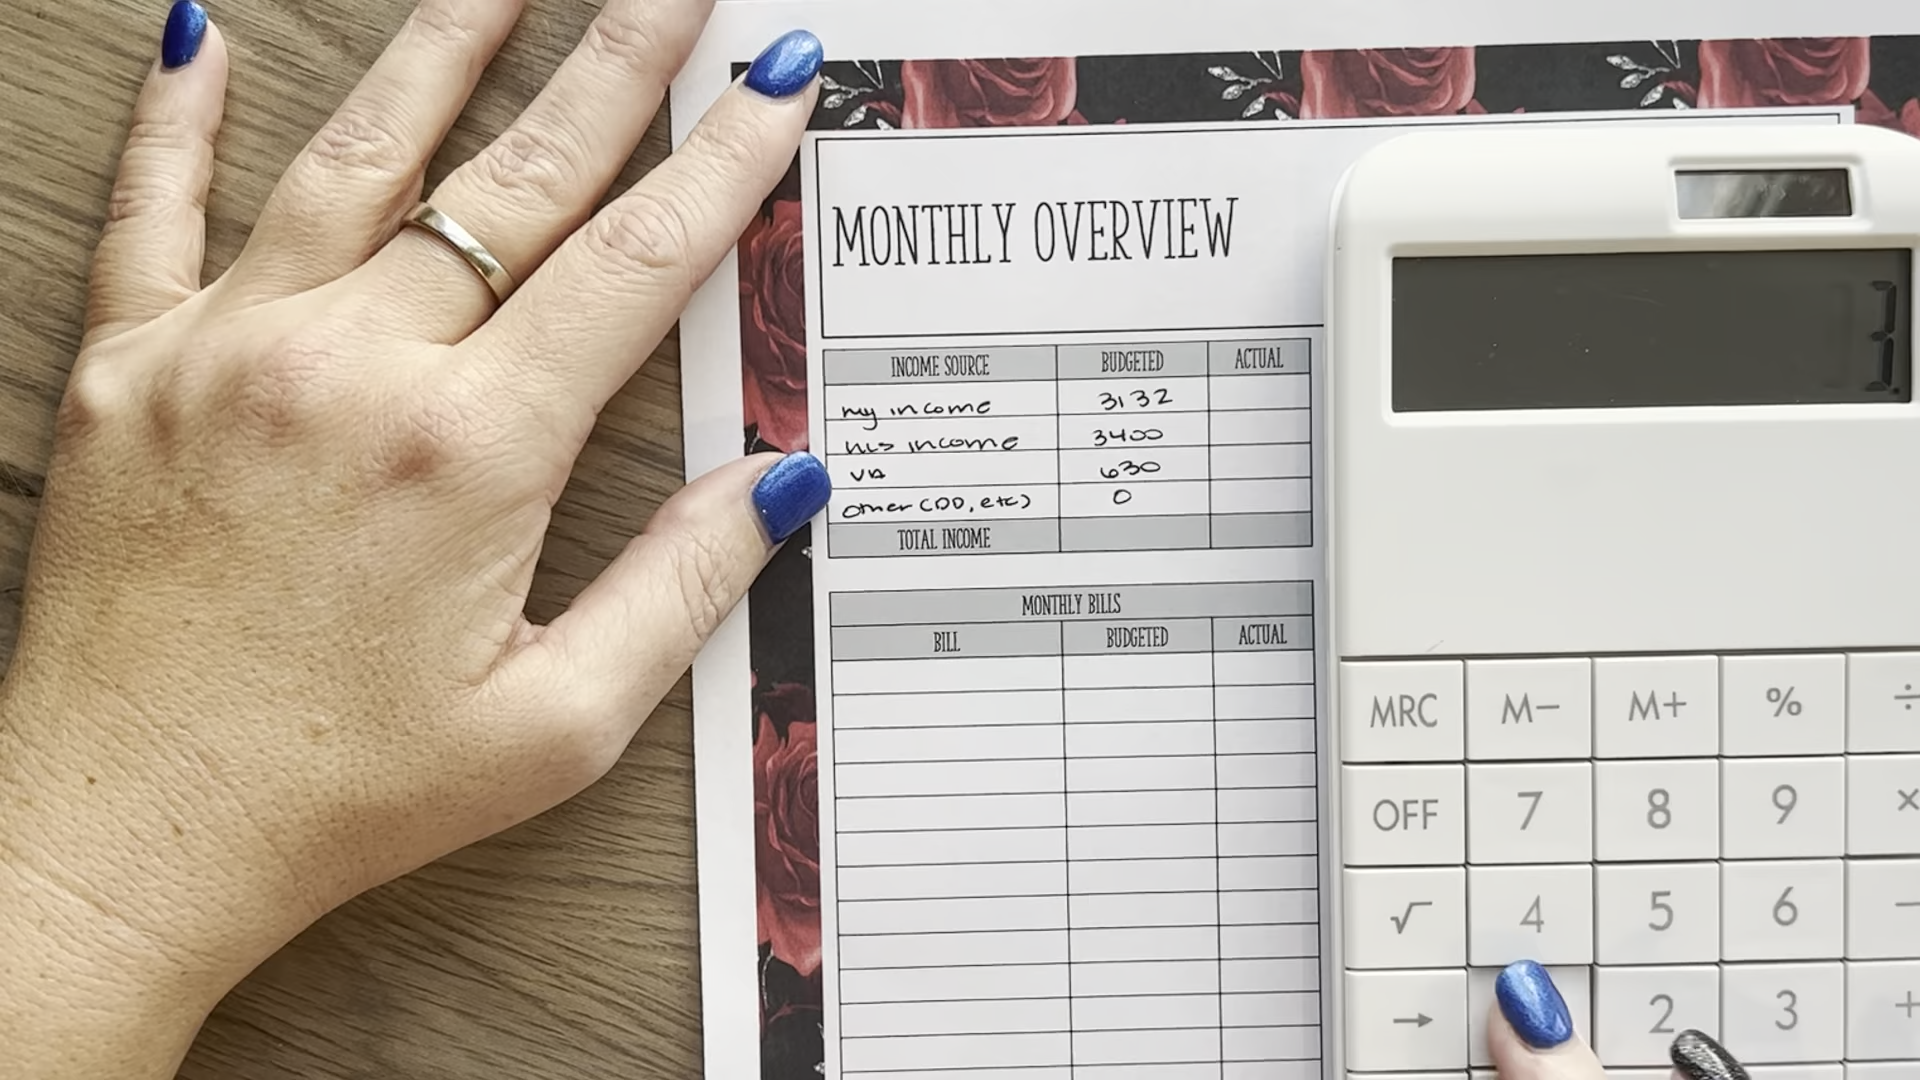 MONTHLY OVERVIEW
INCOME SOURCE BUDGETED ACTUAL
my income 3132
his income 3400
VA 630
other (DD, etc) 0
TOTAL INCOME
MONTHLY BILLS
BILL BUDGETED ACTUAL
1.
MRC M− M+ % ÷
OFF 7 8 9 ×
√ 4 5 6 −
→ 2 3 +